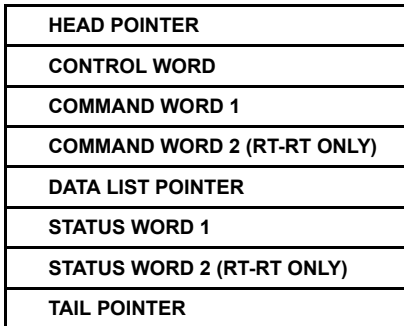 HEAD POINTER
CONTROL WORD
COMMAND WORD 1
COMMAND WORD 2 (RT-RT ONLY)
DATA LIST POINTER
STATUS WORD 1
STATUS WORD 2 (RT-RT ONLY)
TAIL POINTER